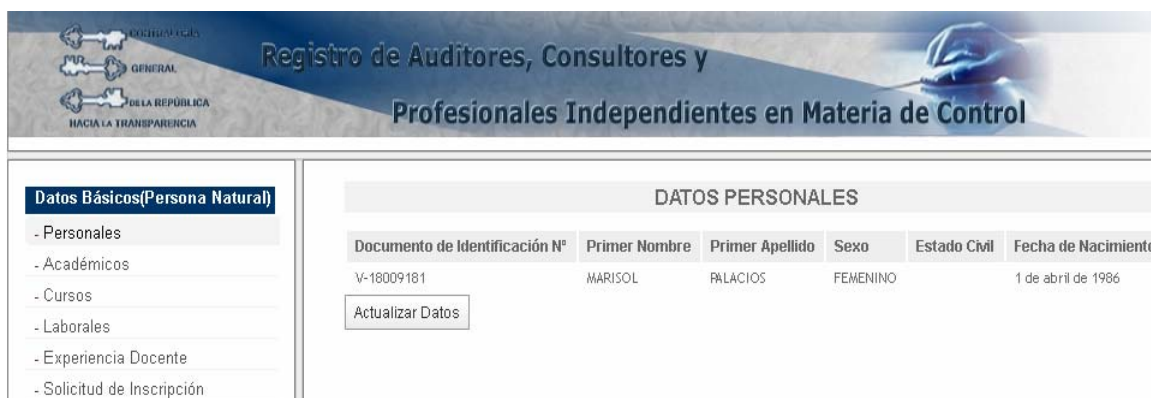 CONTRALORÍA
GENERAL
DE LA REPÚBLICA
HACIA LA TRANSPARENCIA
Registro de Auditores, Consultores y
Profesionales Independientes en Materia de Control
Datos Básicos(Persona Natural)
- Personales
- Académicos
- Cursos
- Laborales
- Experiencia Docente
- Solicitud de Inscripción
DATOS PERSONALES
Documento de Identificación Nº Primer Nombre Primer Apellido Sexo Estado Civil Fecha de Nacimiento
V-18009181 MARISOL PALACIOS FEMENINO 1 de abril de 1986
Actualizar Datos